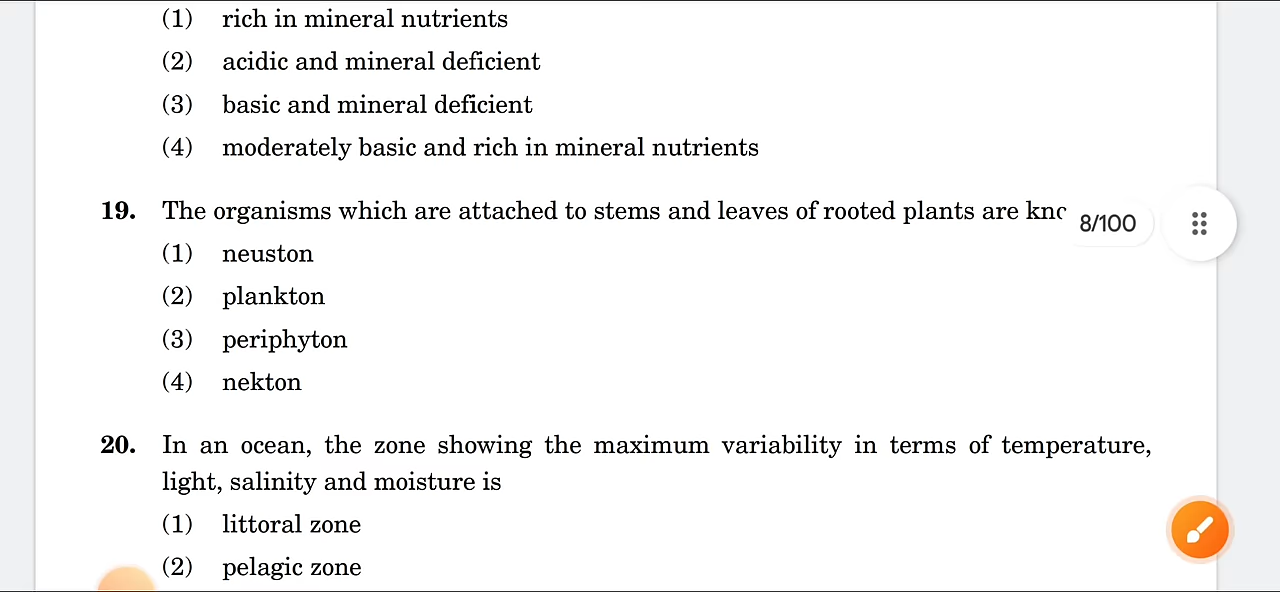 (1) rich in mineral nutrients
(2) acidic and mineral deficient
(3) basic and mineral deficient
(4) moderately basic and rich in mineral nutrients
19. The organisms which are attached to stems and leaves of rooted plants are
8/100
(1) neuston
(2) plankton
(3) periphyton
(4) nekton
20. In an ocean, the zone showing the maximum variability in terms of temperature,
light, salinity and moisture is
(1) littoral zone
(2) pelagic zone